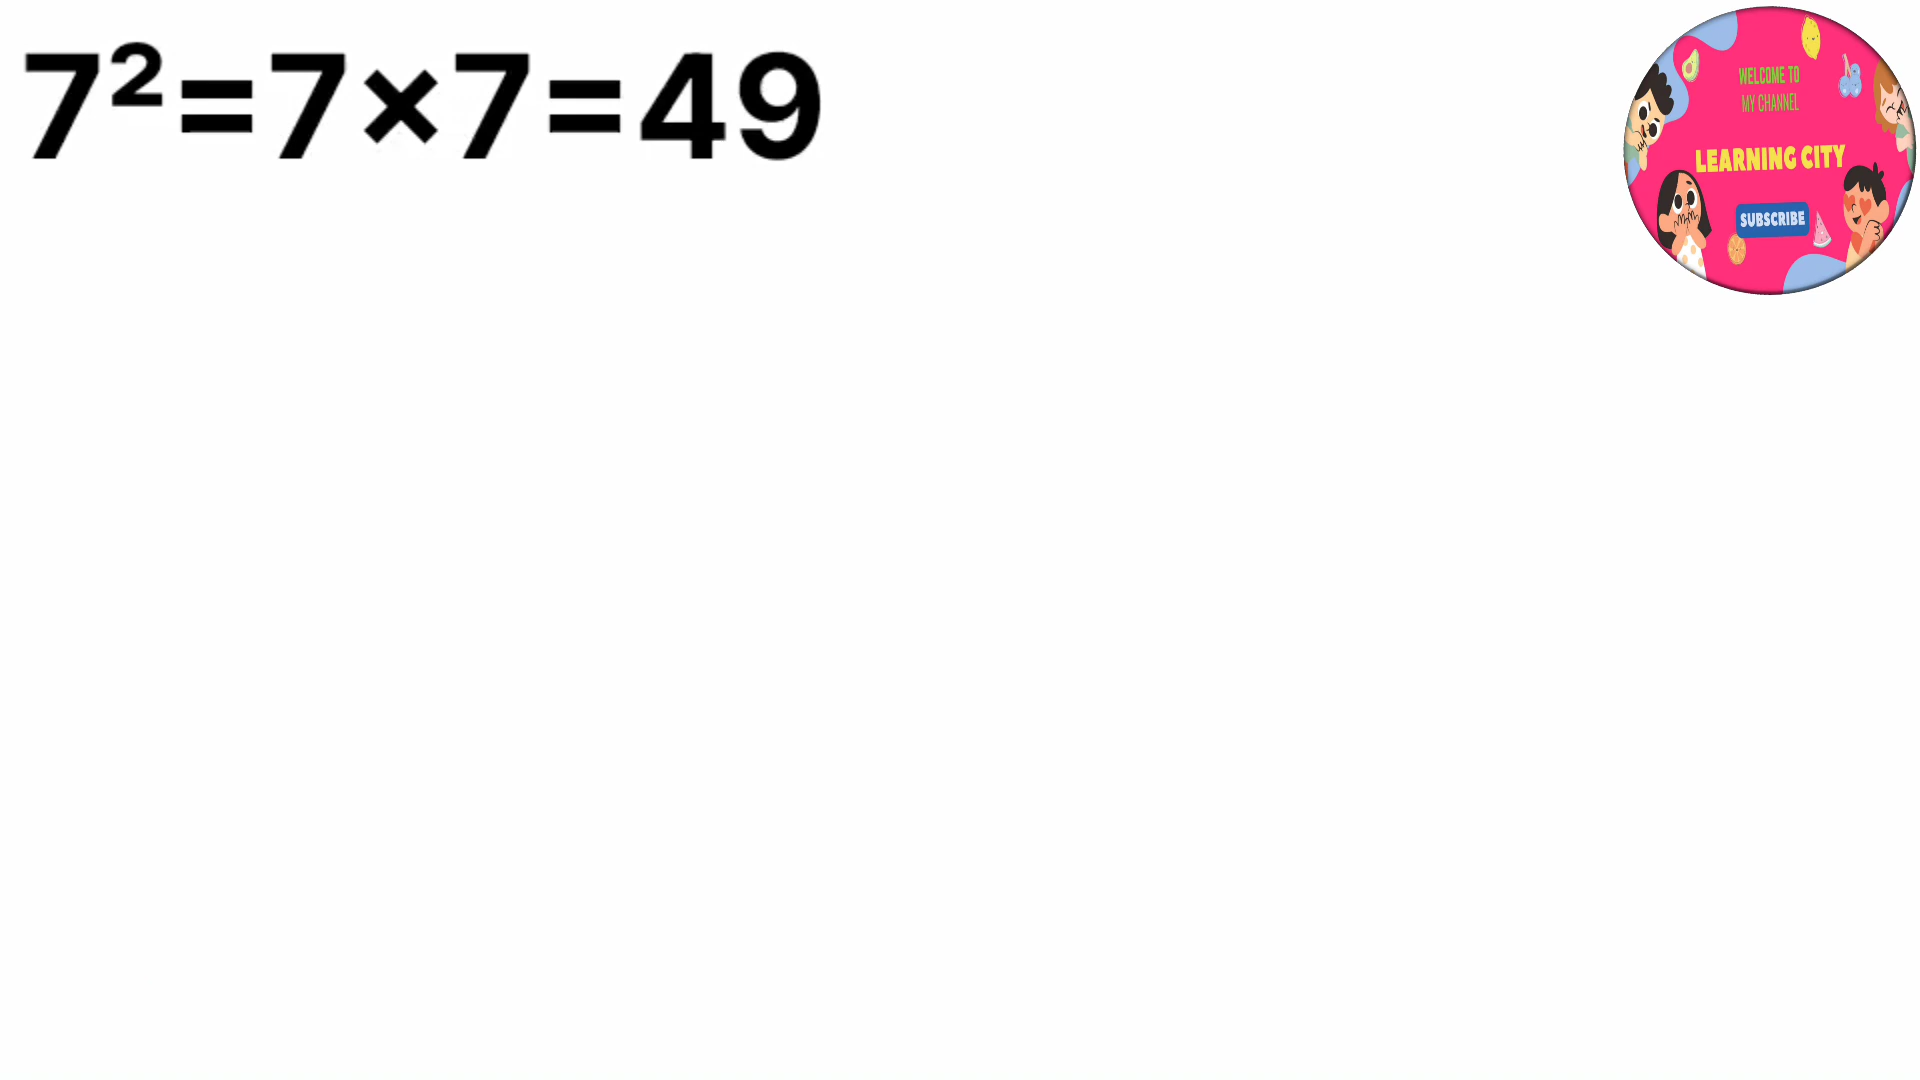 7²=7×7=49
WELCOME TO
MY CHANNEL
LEARNING CITY
SUBSCRIBE